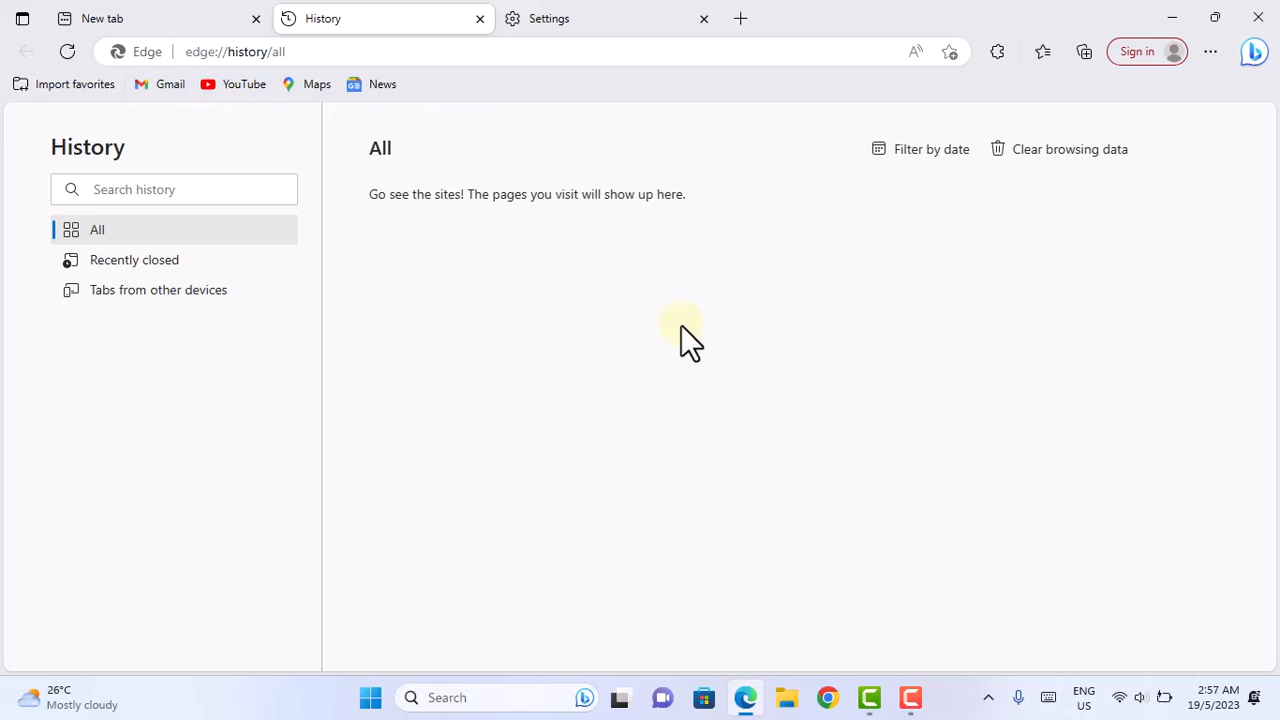 New tab
History
Settings
Edge
edge://history/all
Sign in
Import favorites
Gmail
YouTube
Maps
News
History
Search history
All
Recently closed
Tabs from other devices
All
Filter by date
Clear browsing data
Go see the sites! The pages you visit will show up here.
26°C
Mostly cloudy
Search
ENG
US
2:57 AM
19/5/2023